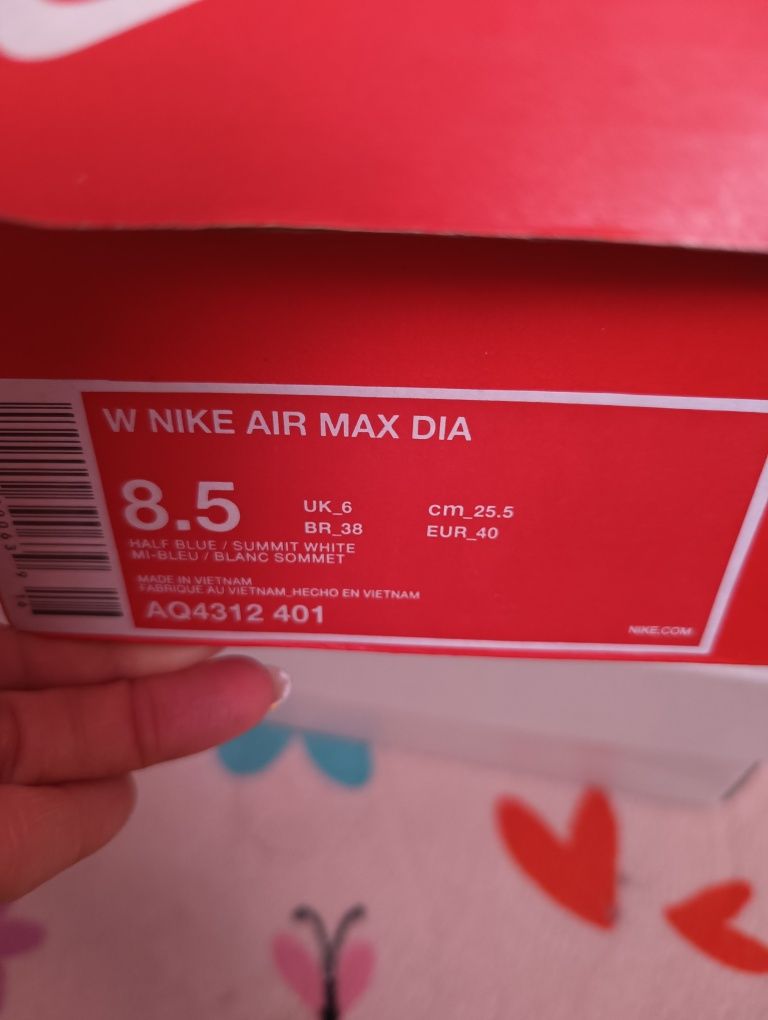 W NIKE AIR MAX DIA
8.5
UK_6 cm_25.5
BR_38 EUR_40
HALF BLUE / SUMMIT WHITE
MI-BLEU / BLANC SOMMET
MADE IN VIETNAM
FABRIQUE AU VIETNAM_HECHO EN VIETNAM
AQ4312 401
NIKE.COM